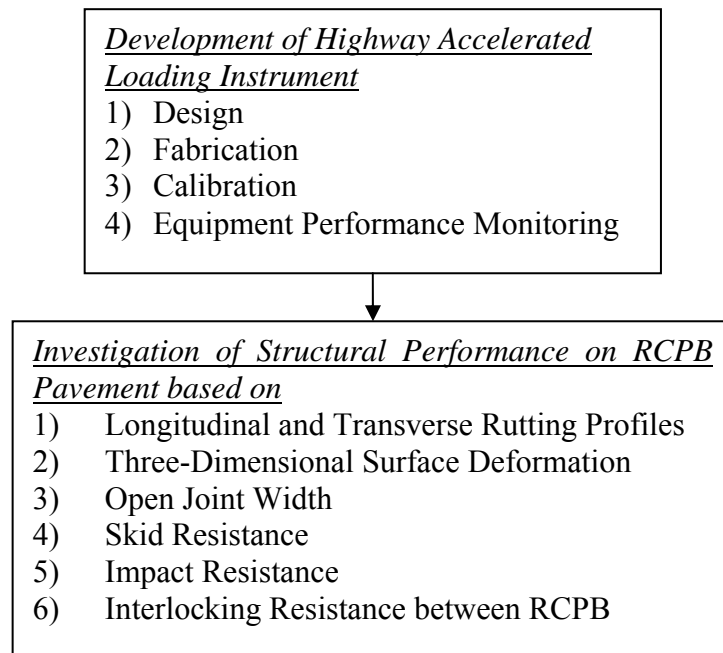 Development of Highway Accelerated
Loading Instrument
1) Design
2) Fabrication
3) Calibration
4) Equipment Performance Monitoring
Investigation of Structural Performance on RCPB
Pavement based on
1) Longitudinal and Transverse Rutting Profiles
2) Three-Dimensional Surface Deformation
3) Open Joint Width
4) Skid Resistance
5) Impact Resistance
6) Interlocking Resistance between RCPB